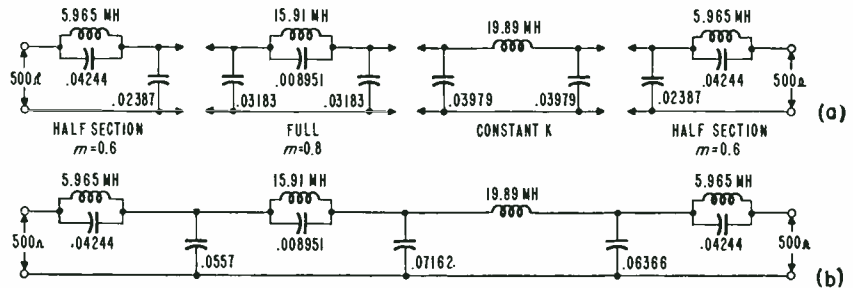 5.965 MH
15.91 MH
19.89 MH
5.965 MH
500Ω
.04244
.02387
.03183
.008951
.03183
.03979
.03979
.02387
.04244
500Ω
(a)
HALF SECTION
m=0.6
FULL
m=0.8
CONSTANT K
HALF SECTION
m=0.6
5.965 MH
15.91 MH
19.89 MH
5.965 MH
500Ω
.04244
.0557
.008951
.07162
.06366
.04244
500Ω
(b)